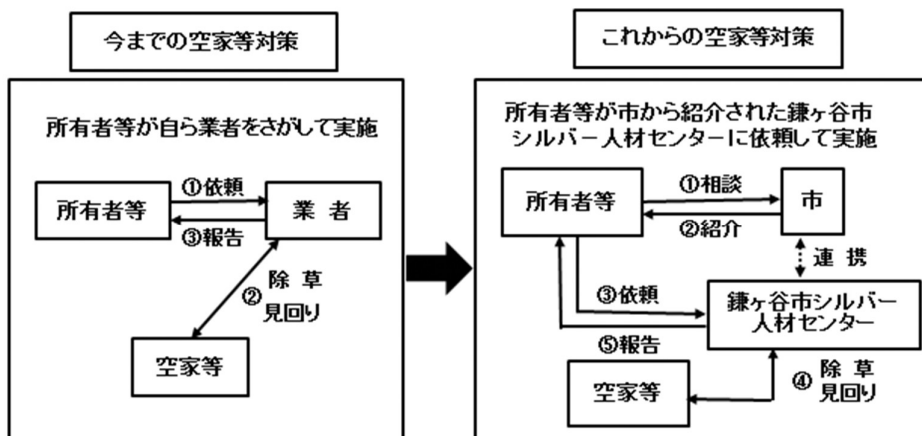 今までの空家等対策
所有者等が自ら業者をさがして実施
所有者等
①依頼
③報告
業者
②
除草
見回り
空家等
これからの空家等対策
所有者等が市から紹介された鎌ヶ谷市
シルバー人材センターに依頼して実施
所有者等
①相談
②紹介
市
連携
③依頼
⑤報告
鎌ヶ谷市シルバー
人材センター
④
除草
見回り
空家等